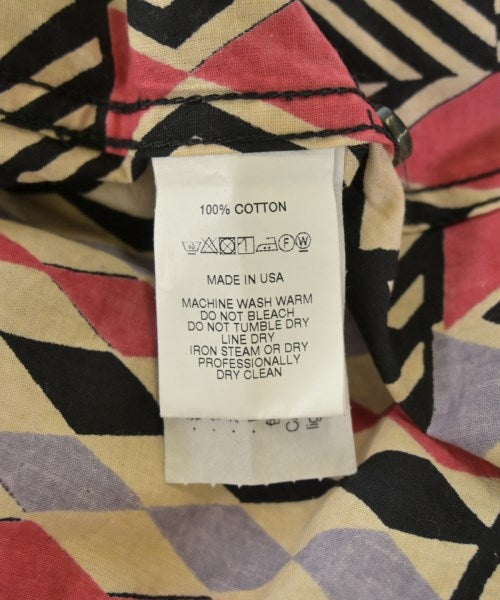 100% COTTON
F W
MADE IN USA
MACHINE WASH WARM
DO NOT BLEACH
DO NOT TUMBLE DRY
LINE DRY
IRON STEAM OR DRY
PROFESSIONALLY
DRY CLEAN